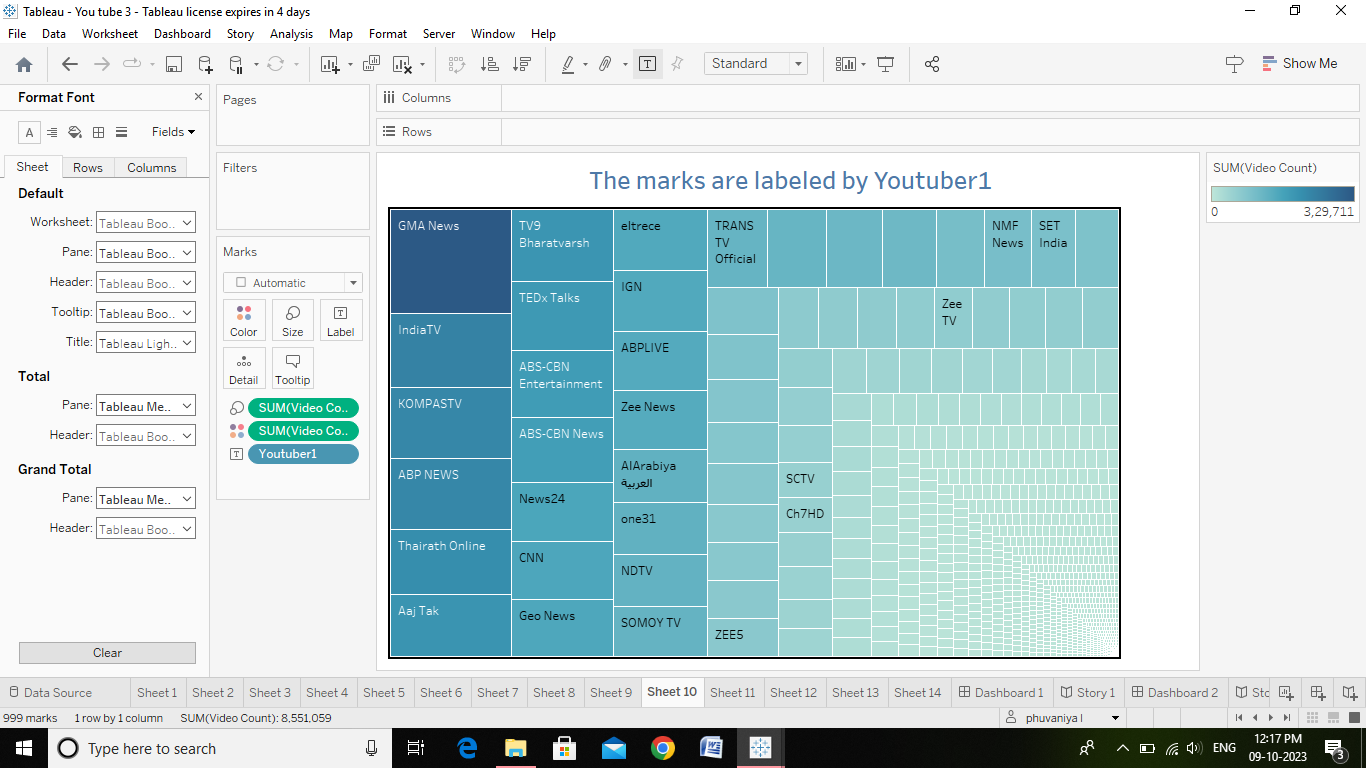 Tableau - You tube 3 - Tableau license expires in 4 days
File Data Worksheet Dashboard Story Analysis Map Format Server Window Help
Standard
Show Me
Format Font
A
Fields
Sheet Rows Columns
Default
Worksheet: Tableau Boo..
Pane: Tableau Boo..
Header: Tableau Boo..
Tooltip: Tableau Boo..
Title: Tableau Ligh..
Total
Pane: Tableau Me..
Header: Tableau Boo..
Grand Total
Pane: Tableau Me..
Header: Tableau Boo..
Clear
Pages
Filters
Marks
Automatic
Color Size Label
Detail Tooltip
SUM(Video Co..
SUM(Video Co..
Youtuber1
Columns
Rows
The marks are labeled by Youtuber1
GMA News
IndiaTV
KOMPASTV
ABP NEWS
Thairath Online
Aaj Tak
TV9
Bharatvarsh
TEDx Talks
ABS-CBN
Entertainment
ABS-CBN News
News24
CNN
Geo News
eltrece
IGN
ABPLIVE
Zee News
AlArabiya
العربية
one31
NDTV
SOMOY TV
TRANS
TV
Official
ZEE5
SCTV
Ch7HD
Zee
TV
NMF
News
SET
India
SUM(Video Count)
0 3,29,711
Data Source Sheet 1 Sheet 2 Sheet 3 Sheet 4 Sheet 5 Sheet 6 Sheet 7 Sheet 8 Sheet 9 Sheet 10 Sheet 11 Sheet 12 Sheet 13 Sheet 14 Dashboard 1 Story 1 Dashboard 2 Stc
999 marks 1 row by 1 column SUM(Video Count): 8,551,059
phuvaniya l
Type here to search
ENG
12:17 PM
09-10-2023
3